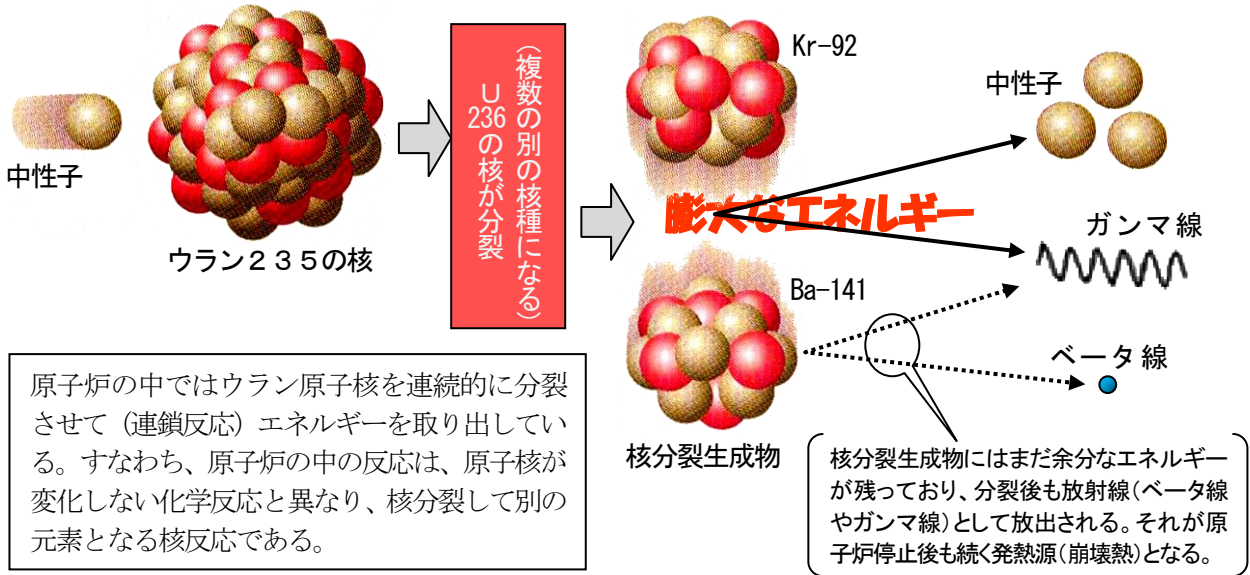 中性子
ウラン２３５の核
U236の核が分裂
（複数の別の核種になる）
Kr-92
膨大なエネルギー
Ba-141
核分裂生成物
中性子
ガンマ線
ベータ線
原子炉の中ではウラン原子核を連続的に分裂
させて（連鎖反応）エネルギーを取り出してい
る。すなわち、原子炉の中の反応は、原子核が
変化しない化学反応と異なり、核分裂して別の
元素となる核反応である。
核分裂生成物にはまだ余分なエネルギー
が残っており、分裂後も放射線（ベータ線
やガンマ線）として放出される。それが原
子炉停止後も続く発熱源（崩壊熱）となる。